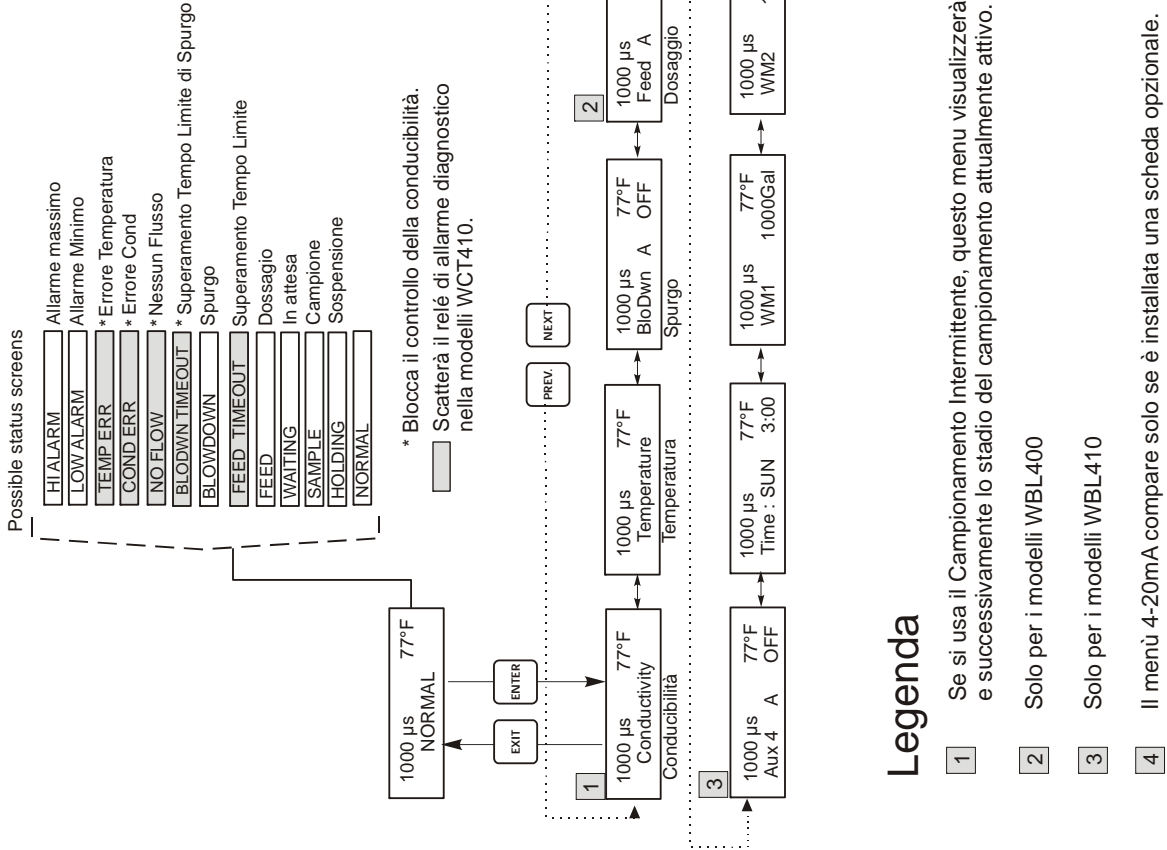 Possible status screens
HI ALARM Allarme massimo
LOW ALARM Allarme Minimo
TEMP ERR * Errore Temperatura
COND ERR * Errore Cond
NO FLOW * Nessun Flusso
BLODWN TIMEOUT * Superamento Tempo Limite di Spurgo
BLOWDOWN Spurgo
FEED TIMEOUT Superamento Tempo Limite
FEED Dossagio
WAITING In attesa
SAMPLE Campione
HOLDING Sospensione
NORMAL
* Blocca il controllo della conducibilità.
Scatterà il relé di allarme diagnostico
nella modelli WCT410.
1000 µs 77°F
NORMAL
EXIT
ENTER
PREV.
NEXT
1
1000 µs 77°F
Conductivity
Conducibilità
1000 µs 77°F
Temperature
Temperatura
1000 µs 77°F
BloDwn A OFF
Spurgo
2
1000 µs
Feed A
Dosaggio
3
1000 µs 77°F
Aux 4 A OFF
1000 µs 77°F
Time : SUN 3:00
1000 µs 77°F
WM1 1000Gal
1000 µs
WM2
Legenda
1 Se si usa il Campionamento Intermittente, questo menu visualizzerà
e successivamente lo stadio del campionamento attualmente attivo.
2 Solo per i modelli WBL400
3 Solo per i modelli WBL410
4 Il menù 4-20mA compare solo se è installata una scheda opzionale.